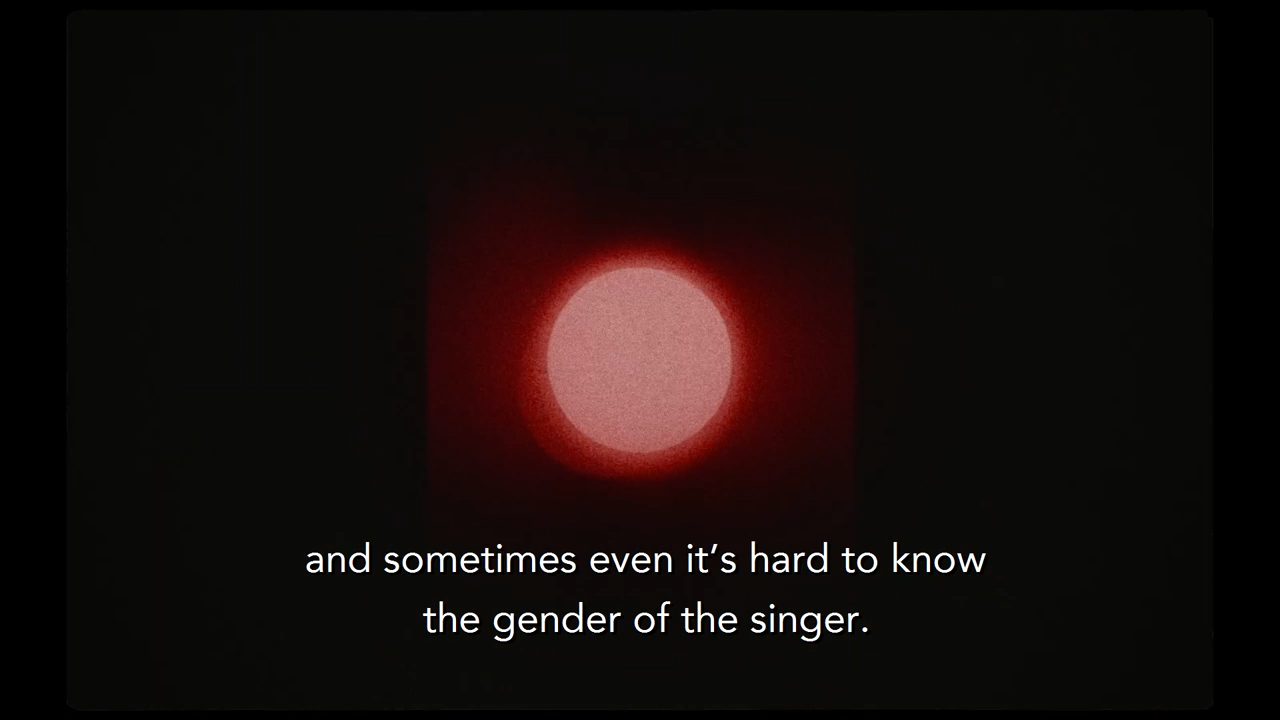 and sometimes even it’s hard to know
the gender of the singer.